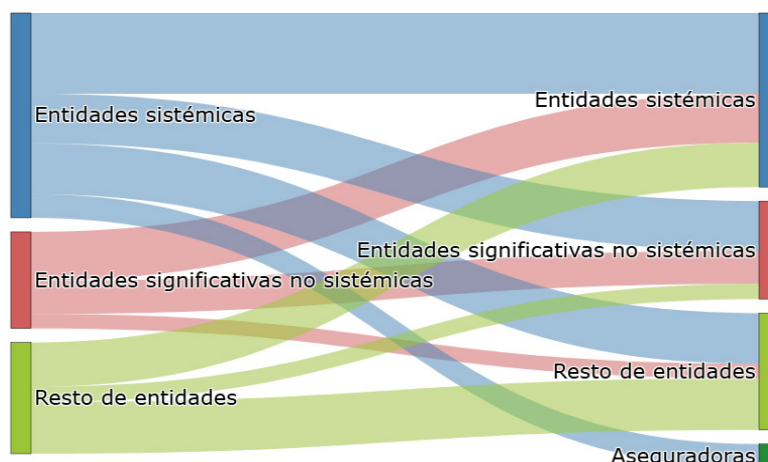 Entidades sistémicas
Entidades sistémicas
Entidades significativas no sistémicas
Entidades significativas no sistémicas
Resto de entidades
Resto de entidades
Aseguradoras